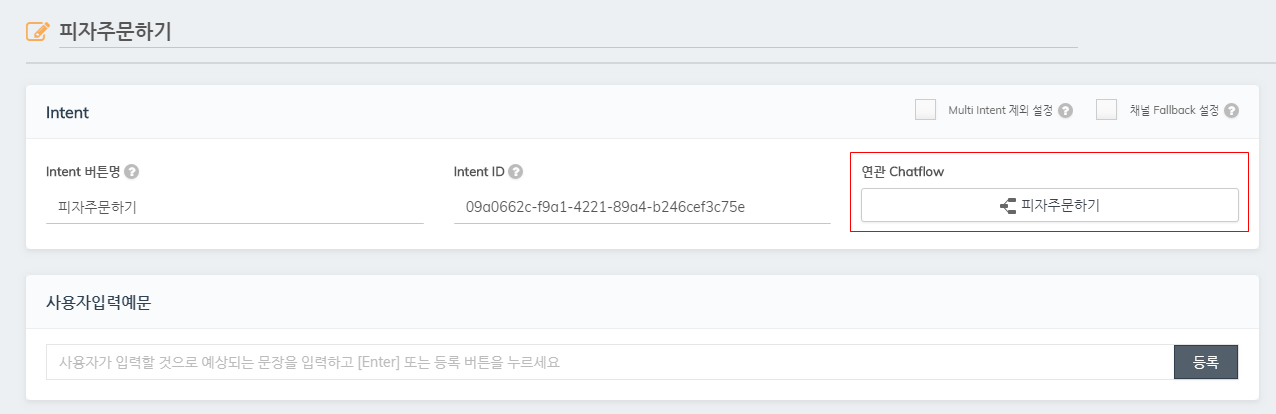 피자주문하기
Intent
Multi Intent 제외 설정 ?
채널 Fallback 설정 ?
Intent 버튼명 ?
Intent ID ?
연관 Chatflow
피자주문하기
09a0662c-f9a1-4221-89a4-b246cef3c75e
피자주문하기
사용자입력예문
사용자가 입력할 것으로 예상되는 문장을 입력하고 [Enter] 또는 등록 버튼을 누르세요
등록